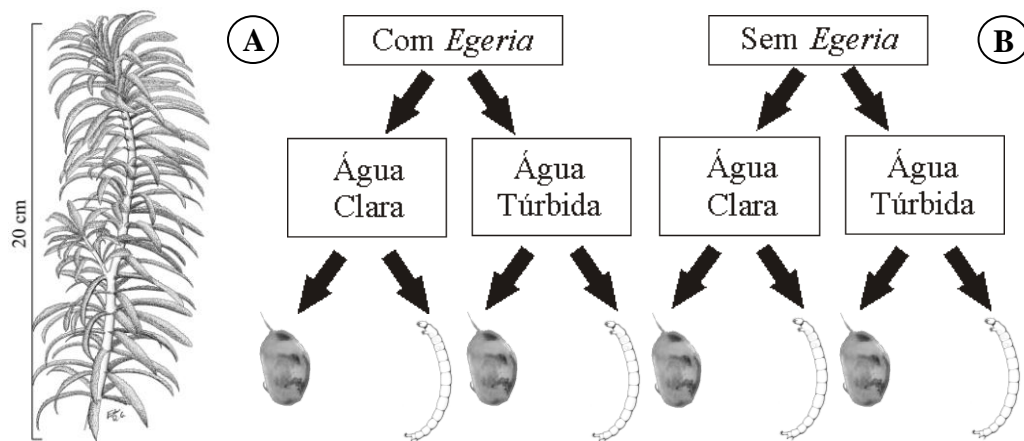 A
Com Egeria
Sem Egeria
B
Água
Clara
Água
Túrbida
Água
Clara
Água
Túrbida
20 cm